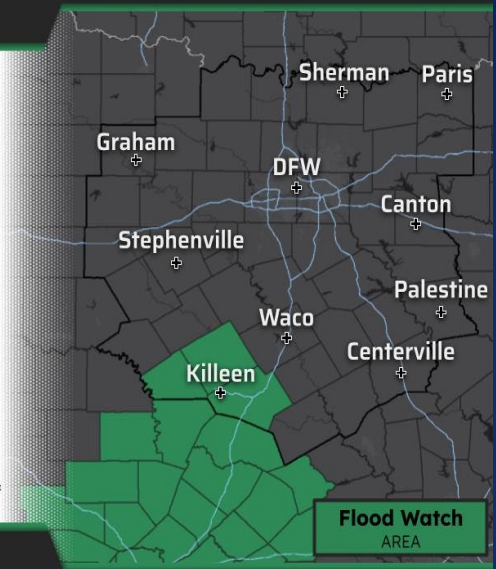 Sherman
Paris
Graham
DFW
Canton
Stephenville
Palestine
Waco
Centerville
Killeen
Flood Watch
AREA